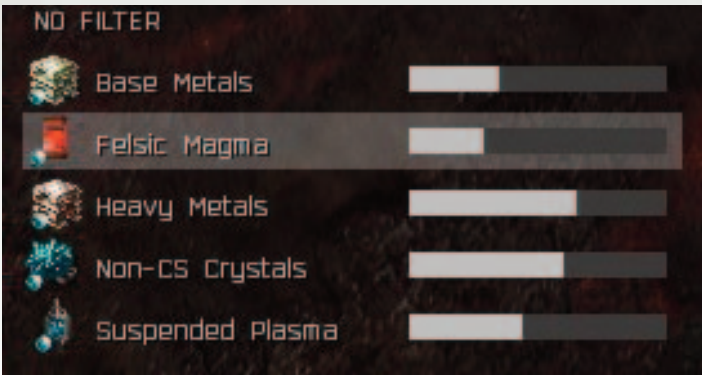 NO FILTER
Base Metals
Felsic Magma
Heavy Metals
Non-CS Crystals
Suspended Plasma